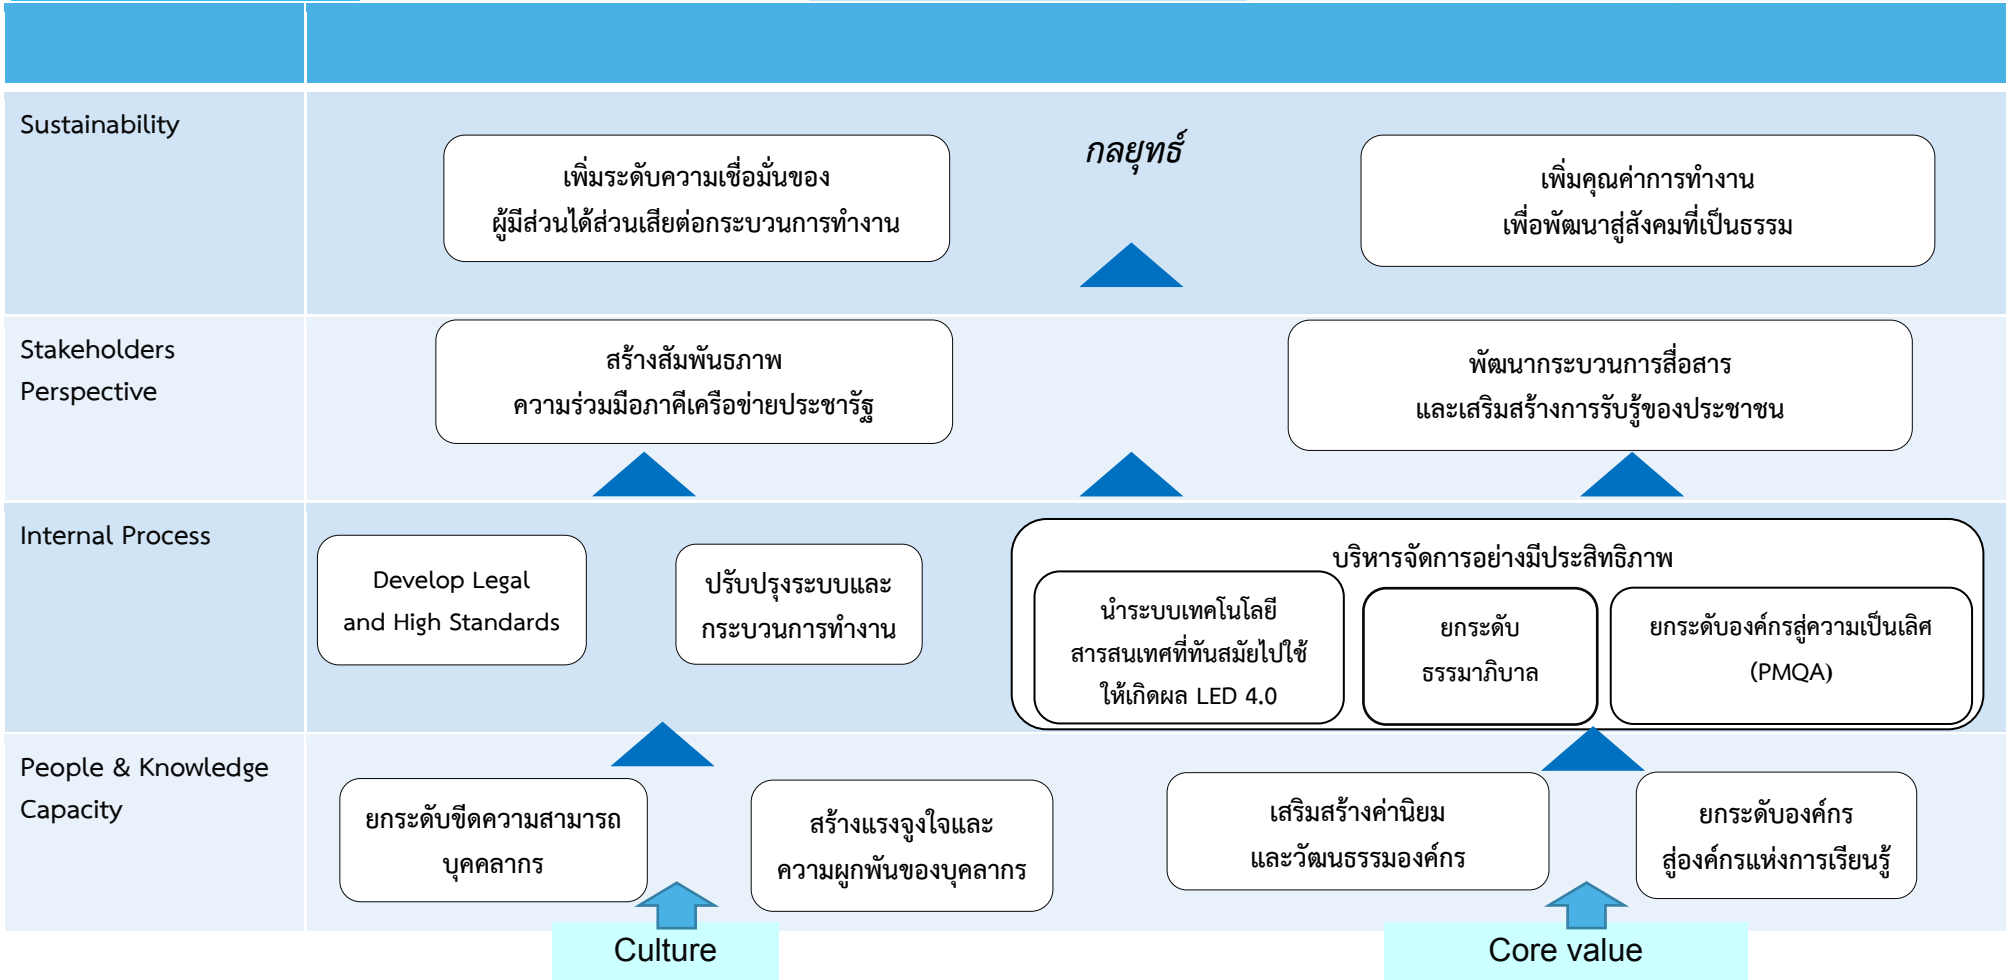 Sustainability
เพิ่มระดับความเชื่อมั่นของ
ผู้มีส่วนได้ส่วนเสียต่อกระบวนการทำงาน
กลยุทธ์
เพิ่มคุณค่าการทำงาน
เพื่อพัฒนาสู่สังคมที่เป็นธรรม
Stakeholders
Perspective
สร้างสัมพันธภาพ
ความร่วมมือภาคีเครือข่ายประชารัฐ
พัฒนากระบวนการสื่อสาร
และเสริมสร้างการรับรู้ของประชาชน
Internal Process
Develop Legal
and High Standards
ปรับปรุงระบบและ
กระบวนการทำงาน
บริหารจัดการอย่างมีประสิทธิภาพ
นำระบบเทคโนโลยี
สารสนเทศที่ทันสมัยไปใช้
ให้เกิดผล LED 4.0
ยกระดับ
ธรรมาภิบาล
ยกระดับองค์กรสู่ความเป็นเลิศ
(PMQA)
People & Knowledge
Capacity
ยกระดับขีดความสามารถ
บุคคลากร
สร้างแรงจูงใจและ
ความผูกพันของบุคลากร
เสริมสร้างค่านิยม
และวัฒนธรรมองค์กร
ยกระดับองค์กร
สู่องค์กรแห่งการเรียนรู้
Culture
Core value